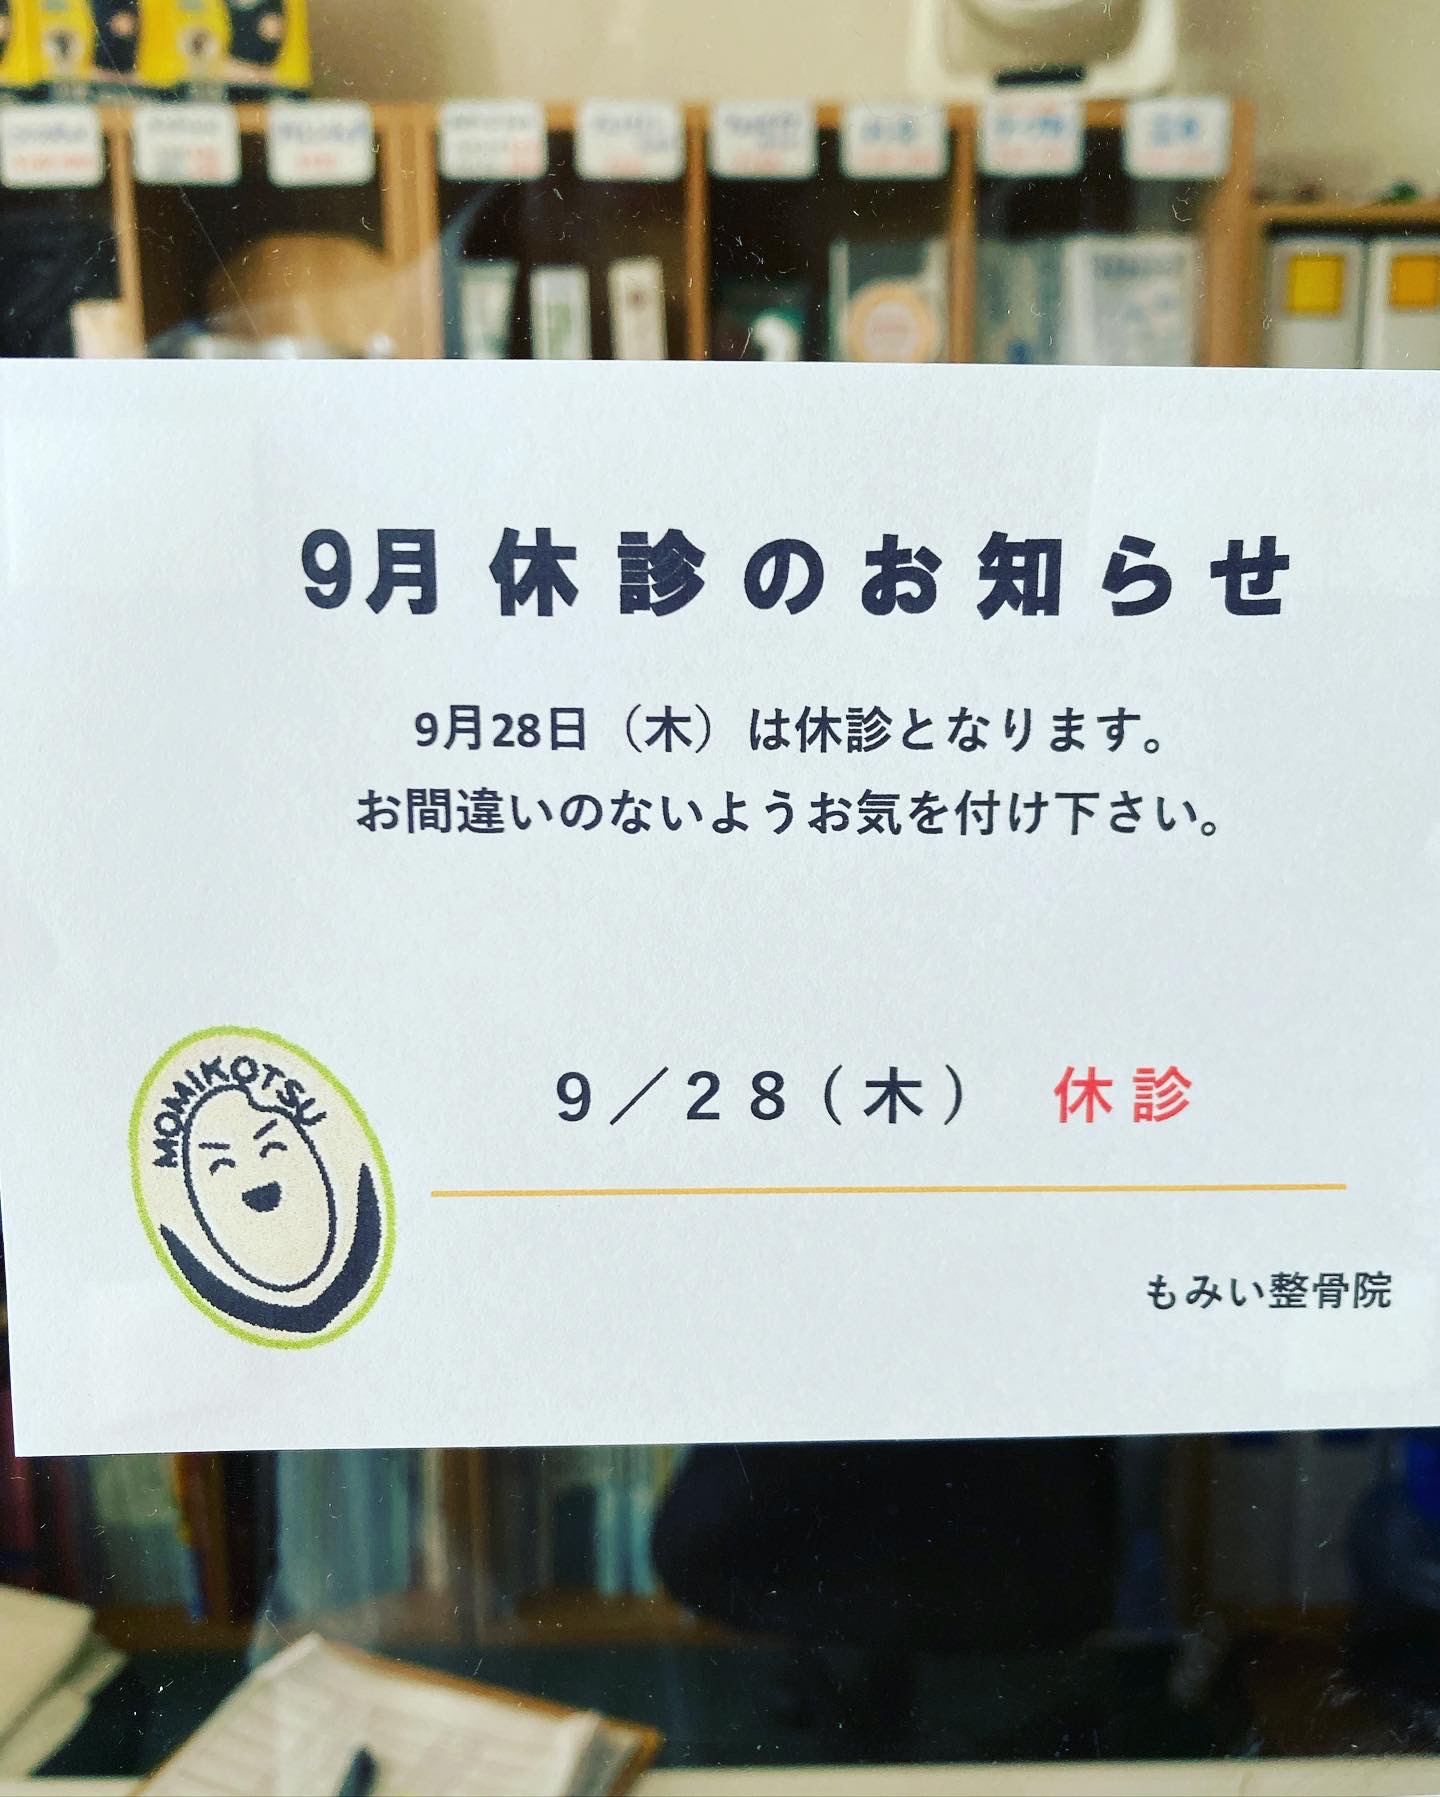 9月休診のお知らせ
9月28日（木）は休診となります。
お間違いのないようお気を付け下さい。
MOMIKOTSU
９／２８(木)　休診
もみい整骨院